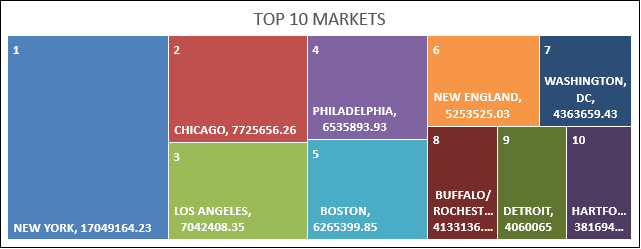 TOP 10 MARKETS
1
NEW YORK, 17049164.23
2
CHICAGO, 7725656.26
3
LOS ANGELES,
7042408.35
4
PHILADELPHIA,
6535893.93
5
BOSTON,
6265399.85
6
NEW ENGLAND,
5253525.03
7
WASHINGTON,
DC,
4363659.43
8
BUFFALO/
ROCHEST...
4133136....
9
DETROIT,
4060065
10
HARTFO...
381694...